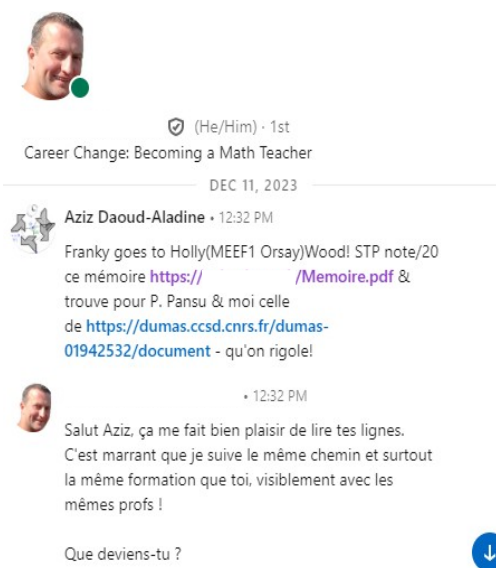 (He/Him) · 1st
Career Change: Becoming a Math Teacher
DEC 11, 2023
Aziz Daoud-Aladine • 12:32 PM
Franky goes to Holly(MEEF1 Orsay)Wood! STP note/20
ce mémoire https:// /Memoire.pdf &
trouve pour P. Pansu & moi celle
de https://dumas.ccsd.cnrs.fr/dumas-
01942532/document - qu'on rigole!
• 12:32 PM
Salut Aziz, ça me fait bien plaisir de lire tes lignes.
C'est marrant que je suive le même chemin et surtout
la même formation que toi, visiblement avec les
mêmes profs !
Que deviens-tu ?